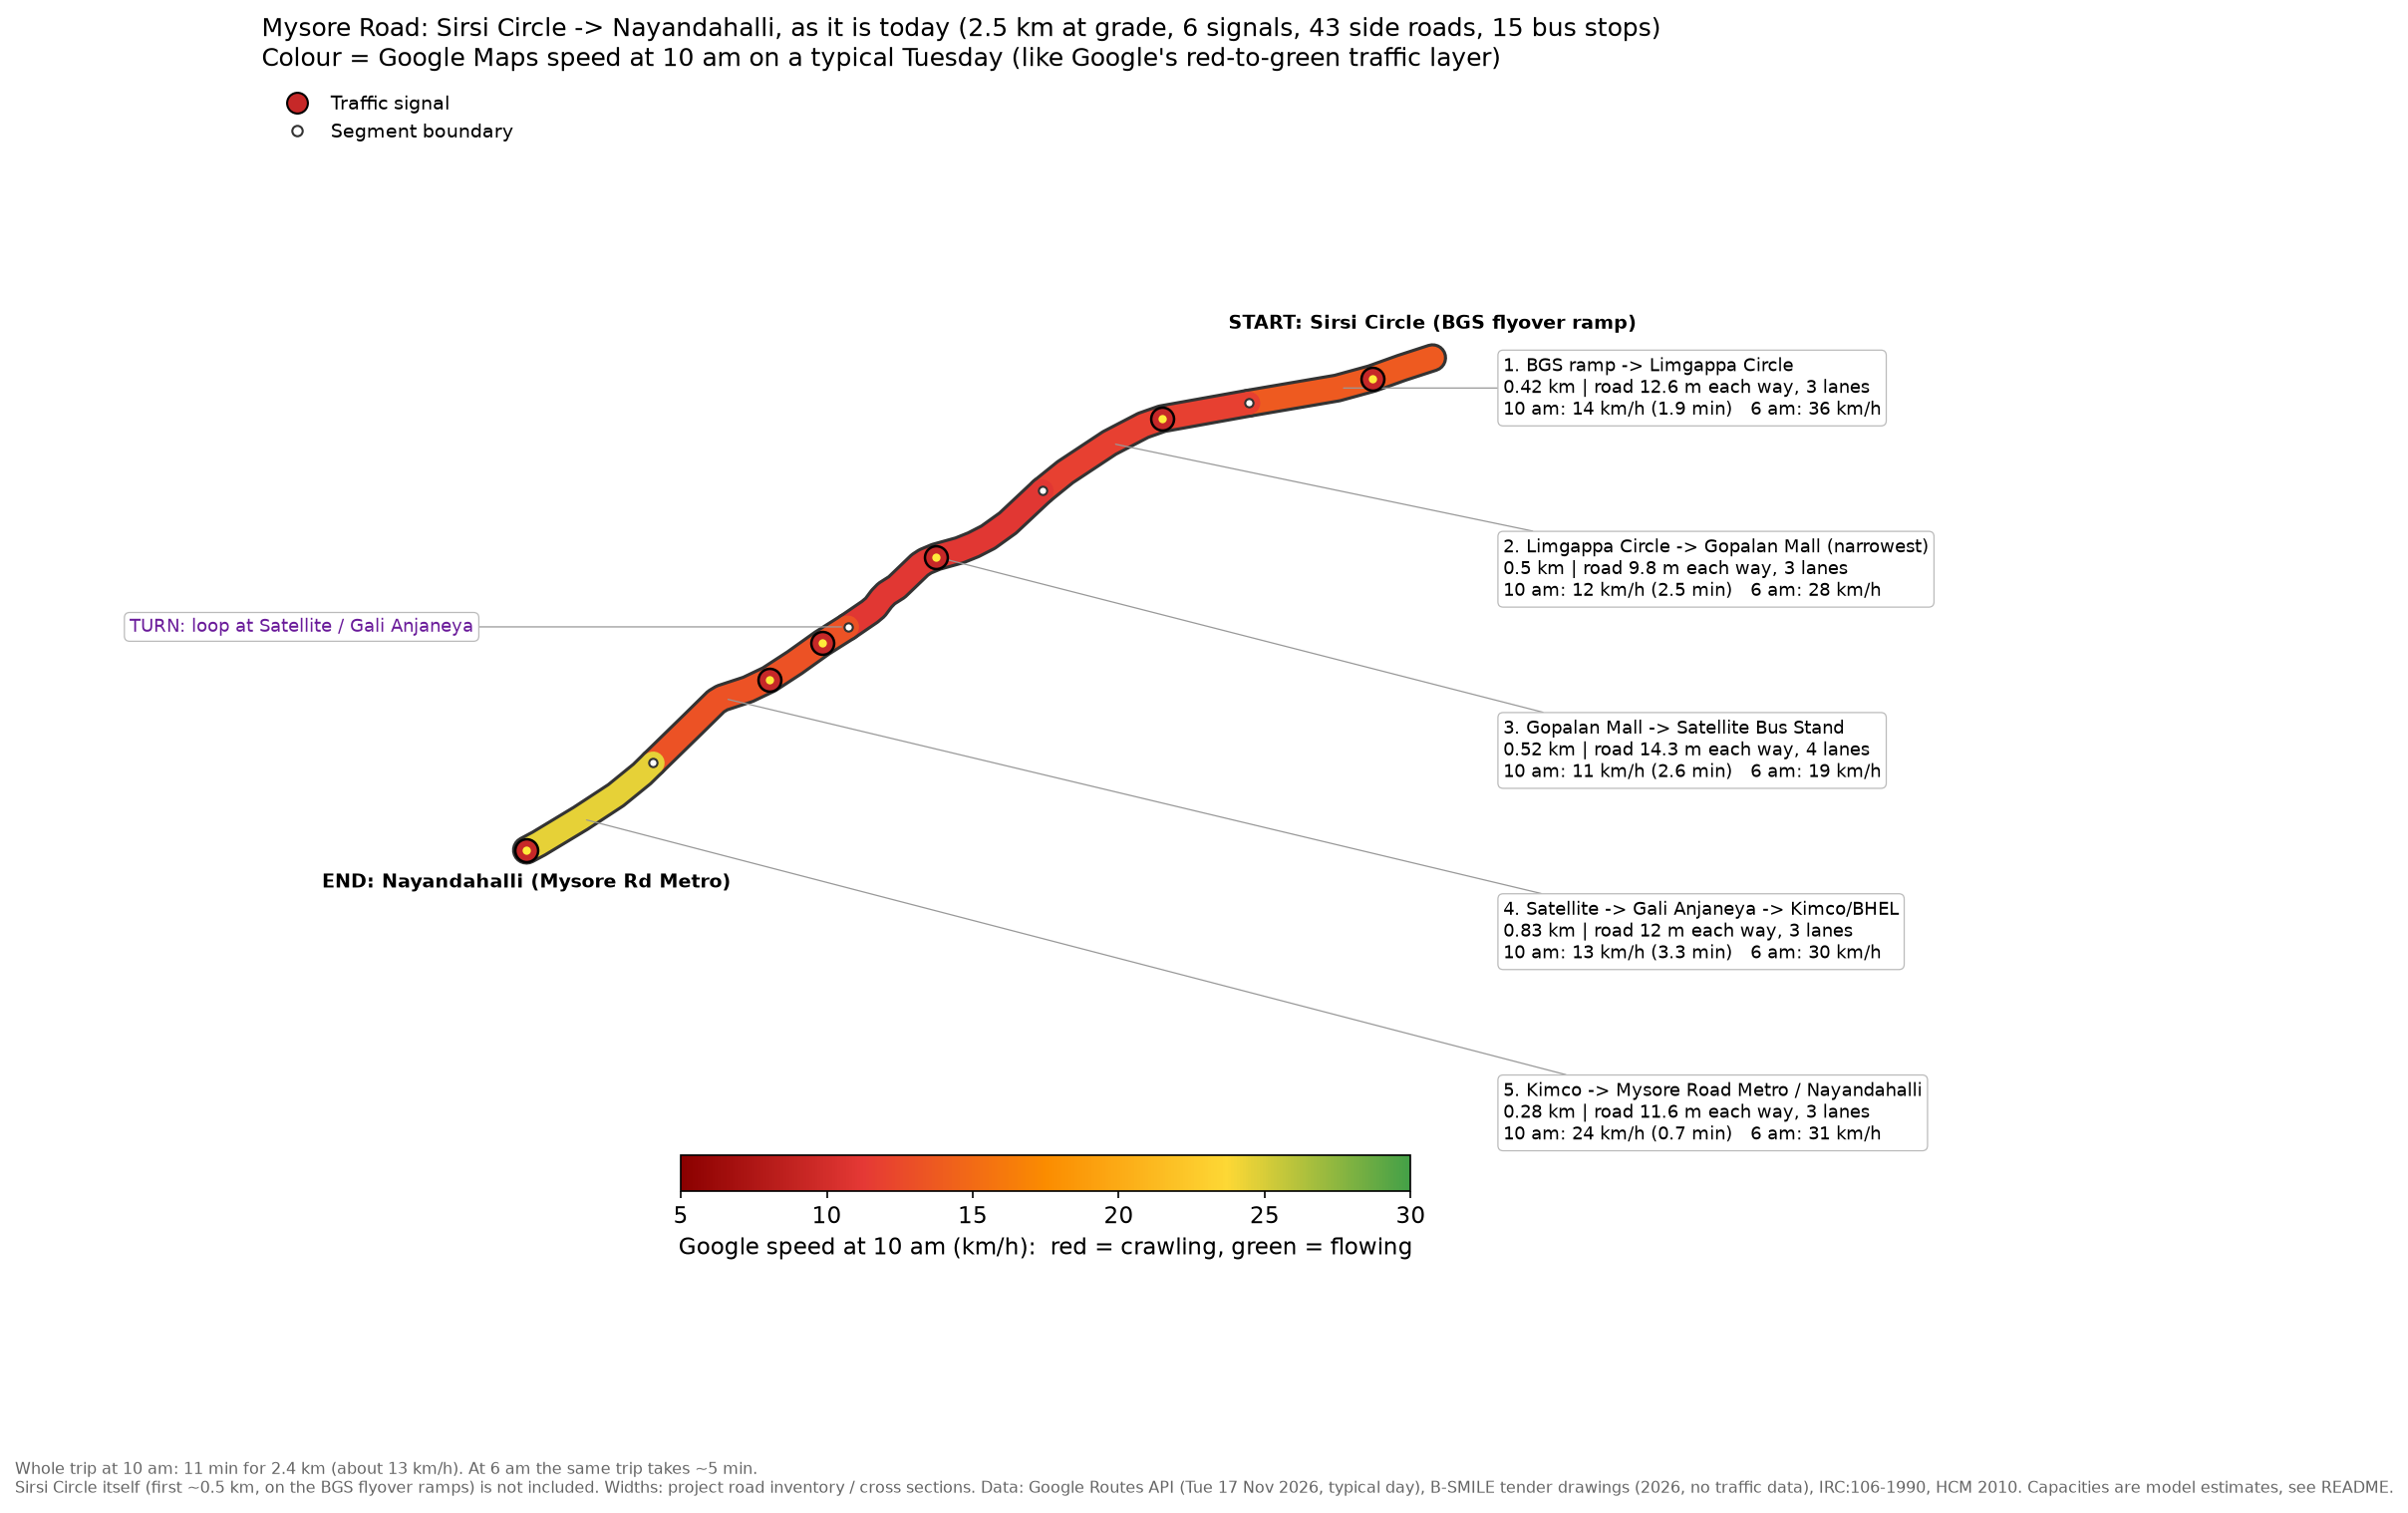 Mysore Road: Sirsi Circle -> Nayandahalli, as it is today (2.5 km at grade, 6 signals, 43 side roads, 15 bus stops)
Colour = Google Maps speed at 10 am on a typical Tuesday (like Google's red-to-green traffic layer)
Traffic signal
Segment boundary
START: Sirsi Circle (BGS flyover ramp)
1. BGS ramp -> Limgappa Circle
0.42 km | road 12.6 m each way, 3 lanes
10 am: 14 km/h (1.9 min)   6 am: 36 km/h
2. Limgappa Circle -> Gopalan Mall (narrowest)
0.5 km | road 9.8 m each way, 3 lanes
10 am: 12 km/h (2.5 min)   6 am: 28 km/h
TURN: loop at Satellite / Gali Anjaneya
3. Gopalan Mall -> Satellite Bus Stand
0.52 km | road 14.3 m each way, 4 lanes
10 am: 11 km/h (2.6 min)   6 am: 19 km/h
END: Nayandahalli (Mysore Rd Metro)
4. Satellite -> Gali Anjaneya -> Kimco/BHEL
0.83 km | road 12 m each way, 3 lanes
10 am: 13 km/h (3.3 min)   6 am: 30 km/h
5. Kimco -> Mysore Road Metro / Nayandahalli
0.28 km | road 11.6 m each way, 3 lanes
10 am: 24 km/h (0.7 min)   6 am: 31 km/h
5 10 15 20 25 30
Google speed at 10 am (km/h):  red = crawling, green = flowing
Whole trip at 10 am: 11 min for 2.4 km (about 13 km/h). At 6 am the same trip takes ~5 min.
Sirsi Circle itself (first ~0.5 km, on the BGS flyover ramps) is not included. Widths: project road inventory / cross sections. Data: Google Routes API (Tue 17 Nov 2026, typical day), B-SMILE tender drawings (2026, no traffic data), IRC:106-1990, HCM 2010. Capacities are model estimates, see README.